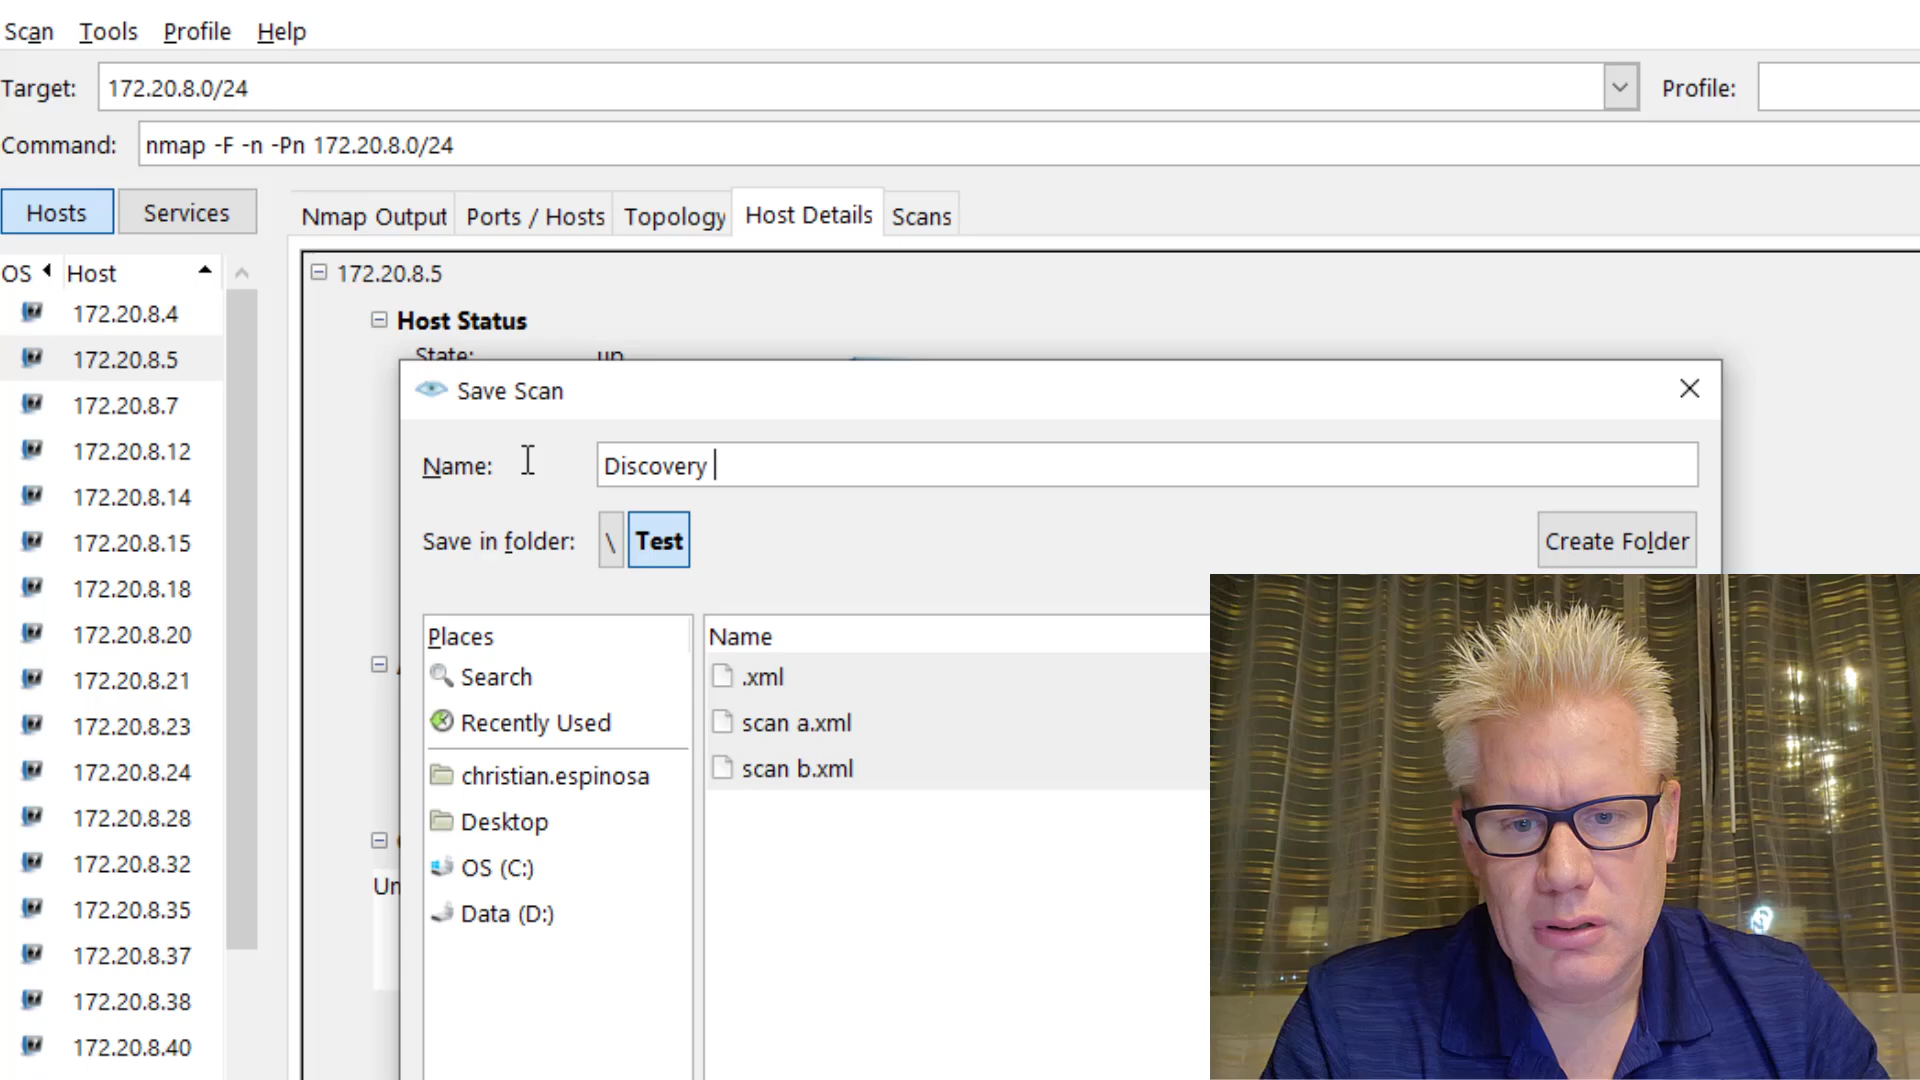 Scan Tools Profile Help
Target: 172.20.8.0/24 Profile:
Command: nmap -F -n -Pn 172.20.8.0/24
Hosts Services
Nmap Output Ports / Hosts Topology Host Details Scans
OS Host
172.20.8.4
172.20.8.5
172.20.8.7
172.20.8.12
172.20.8.14
172.20.8.15
172.20.8.18
172.20.8.20
172.20.8.21
172.20.8.23
172.20.8.24
172.20.8.28
172.20.8.32
172.20.8.35
172.20.8.37
172.20.8.38
172.20.8.40
172.20.8.5
Host Status
State: up
Un
Save Scan
Name: Discovery
Save in folder: \ Test Create Folder
Places
Search
Recently Used
christian.espinosa
Desktop
OS (C:)
Data (D:)
Name
.xml
scan a.xml
scan b.xml